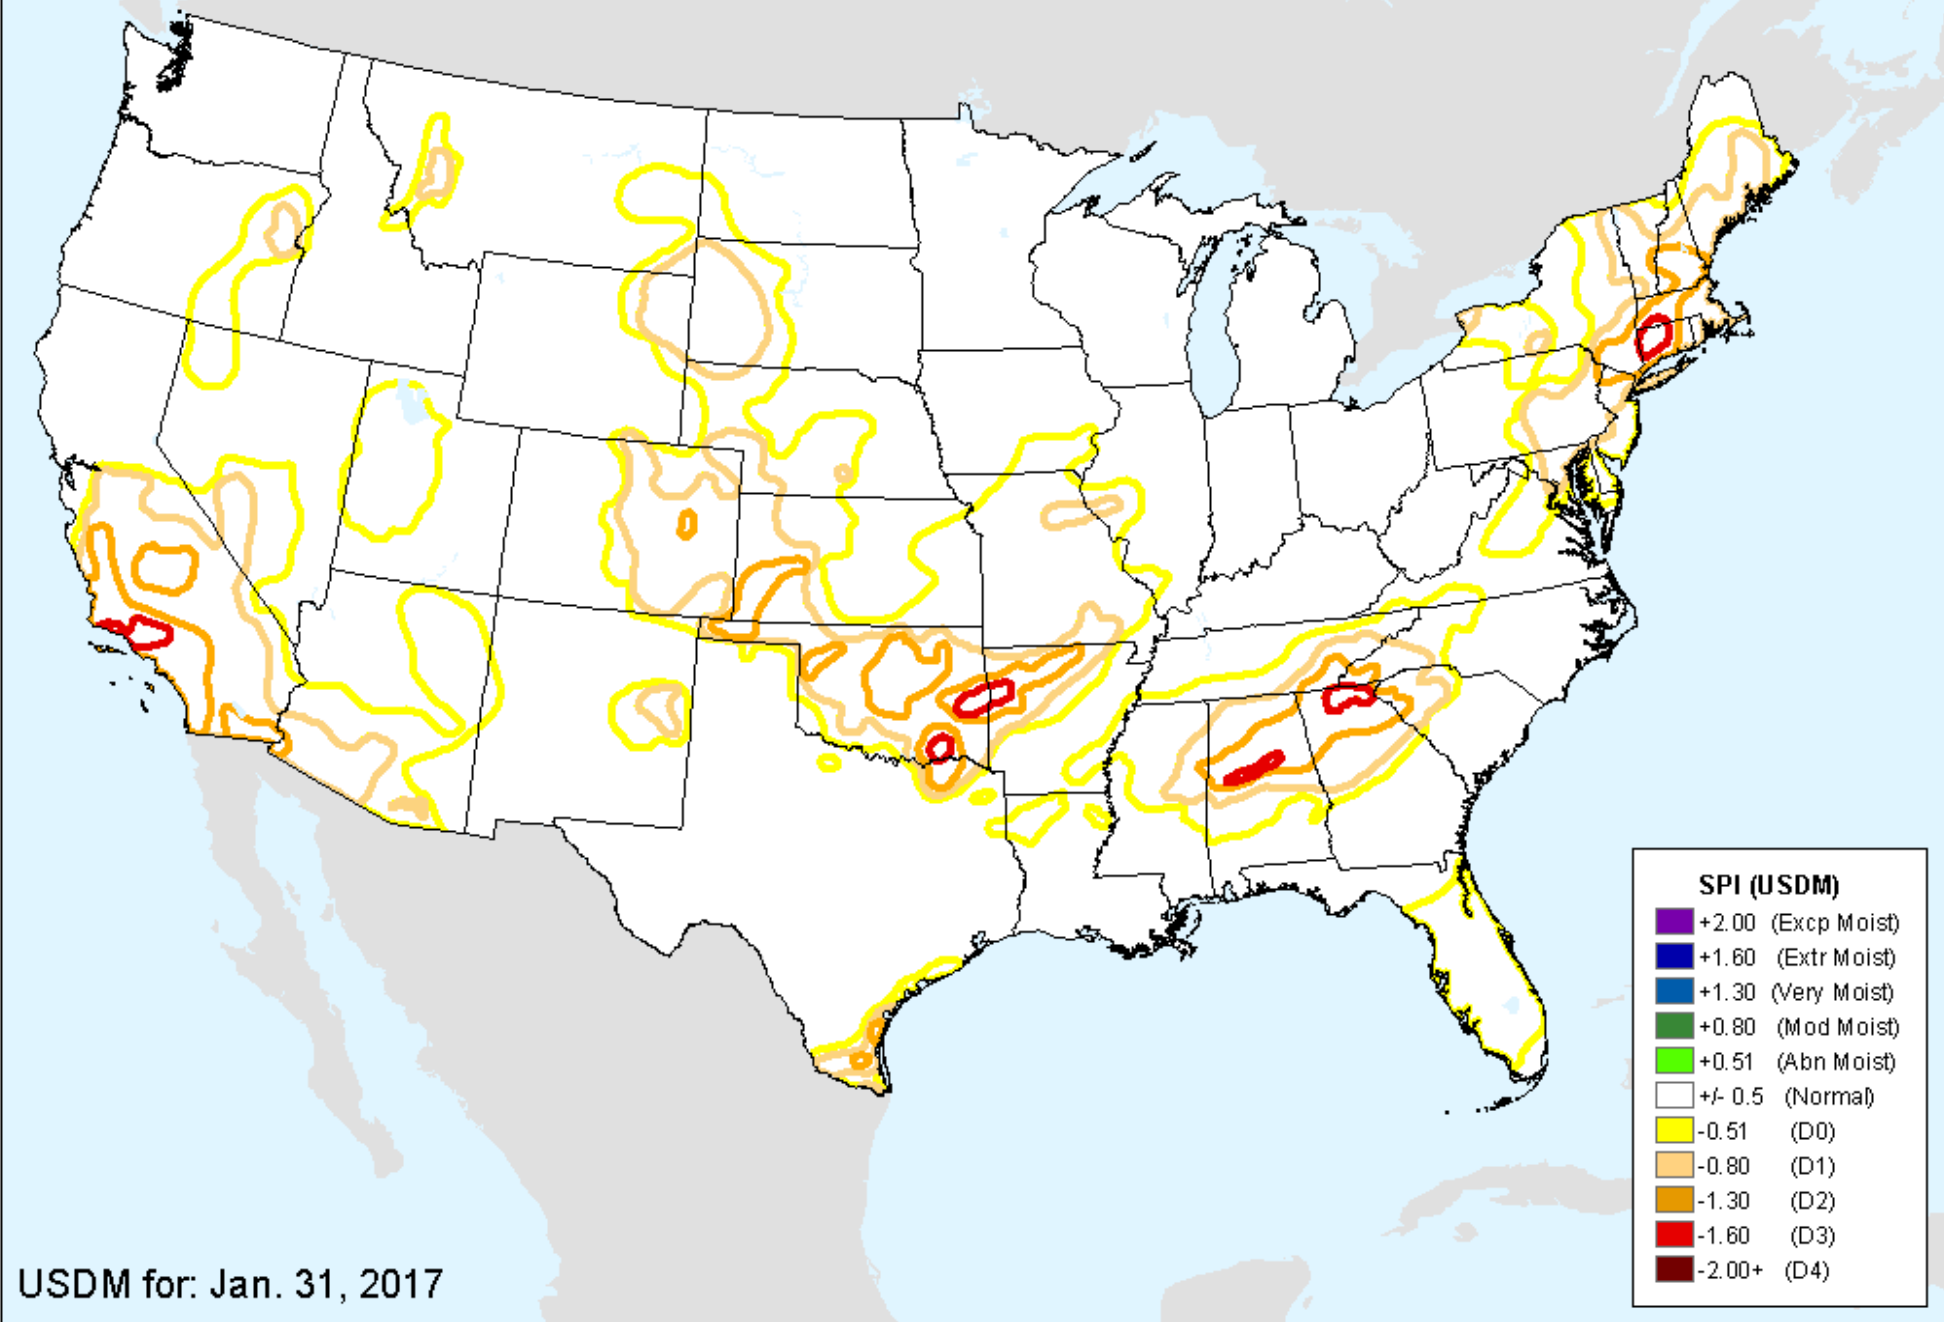 SPI (USDM)
+2.00 (Excp Moist)
+1.60 (Extr Moist)
+1.30 (Very Moist)
+0.80 (Mod Moist)
+0.51 (Abn Moist)
+/- 0.5 (Normal)
-0.51 (D0)
-0.80 (D1)
-1.30 (D2)
-1.60 (D3)
-2.00+ (D4)
USDM for: Jan. 31, 2017